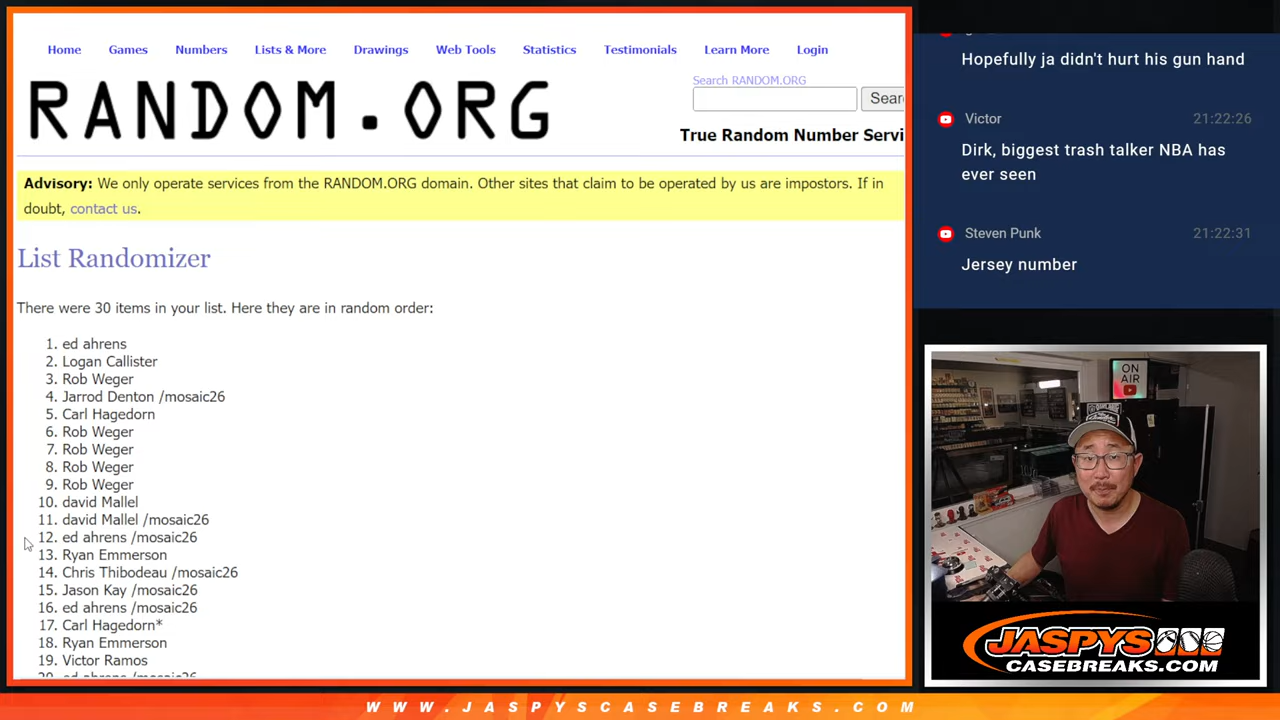 Home Games Numbers Lists & More Drawings Web Tools Statistics Testimonials Learn More Login
RANDOM.ORG
Search RANDOM.ORG
Sear
True Random Number Servi
Advisory: We only operate services from the RANDOM.ORG domain. Other sites that claim to be operated by us are impostors. If in
doubt, contact us.
List Randomizer
There were 30 items in your list. Here they are in random order:
1. ed ahrens
2. Logan Callister
3. Rob Weger
4. Jarrod Denton /mosaic26
5. Carl Hagedorn
6. Rob Weger
7. Rob Weger
8. Rob Weger
9. Rob Weger
10. david Mallel
11. david Mallel /mosaic26
12. ed ahrens /mosaic26
13. Ryan Emmerson
14. Chris Thibodeau /mosaic26
15. Jason Kay /mosaic26
16. ed ahrens /mosaic26
17. Carl Hagedorn*
18. Ryan Emmerson
19. Victor Ramos
20. ed ahrens /mosaic26
Hopefully ja didn't hurt his gun hand
Victor 21:22:26
Dirk, biggest trash talker NBA has
ever seen
Steven Punk 21:22:31
Jersey number
ON
AIR
JASPYS
CASEBREAKS.COM
WWW.JASPYSCASEBREAKS.COM